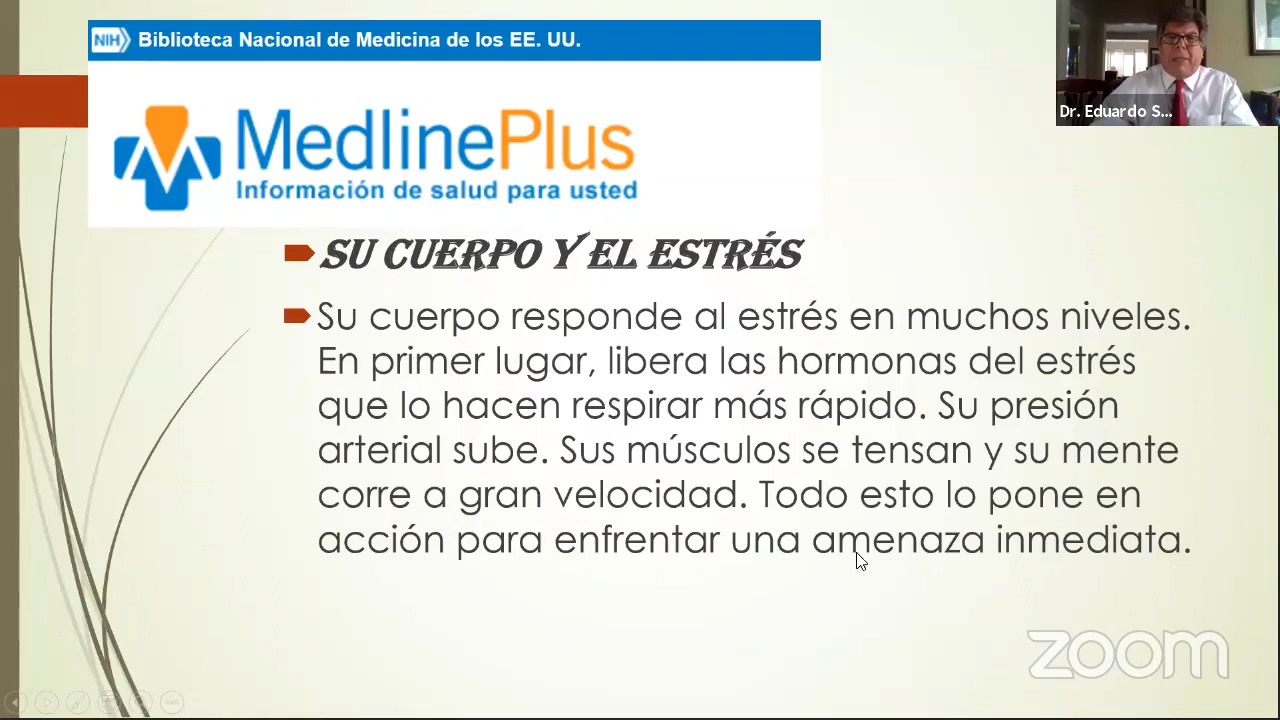 NIH Biblioteca Nacional de Medicina de los EE. UU.
MedlinePlus
Información de salud para usted
Dr. Eduardo S...
SU CUERPO Y EL ESTRÉS
Su cuerpo responde al estrés en muchos niveles.
En primer lugar, libera las hormonas del estrés
que lo hacen respirar más rápido. Su presión
arterial sube. Sus músculos se tensan y su mente
corre a gran velocidad. Todo esto lo pone en
acción para enfrentar una amenaza inmediata.
zoom